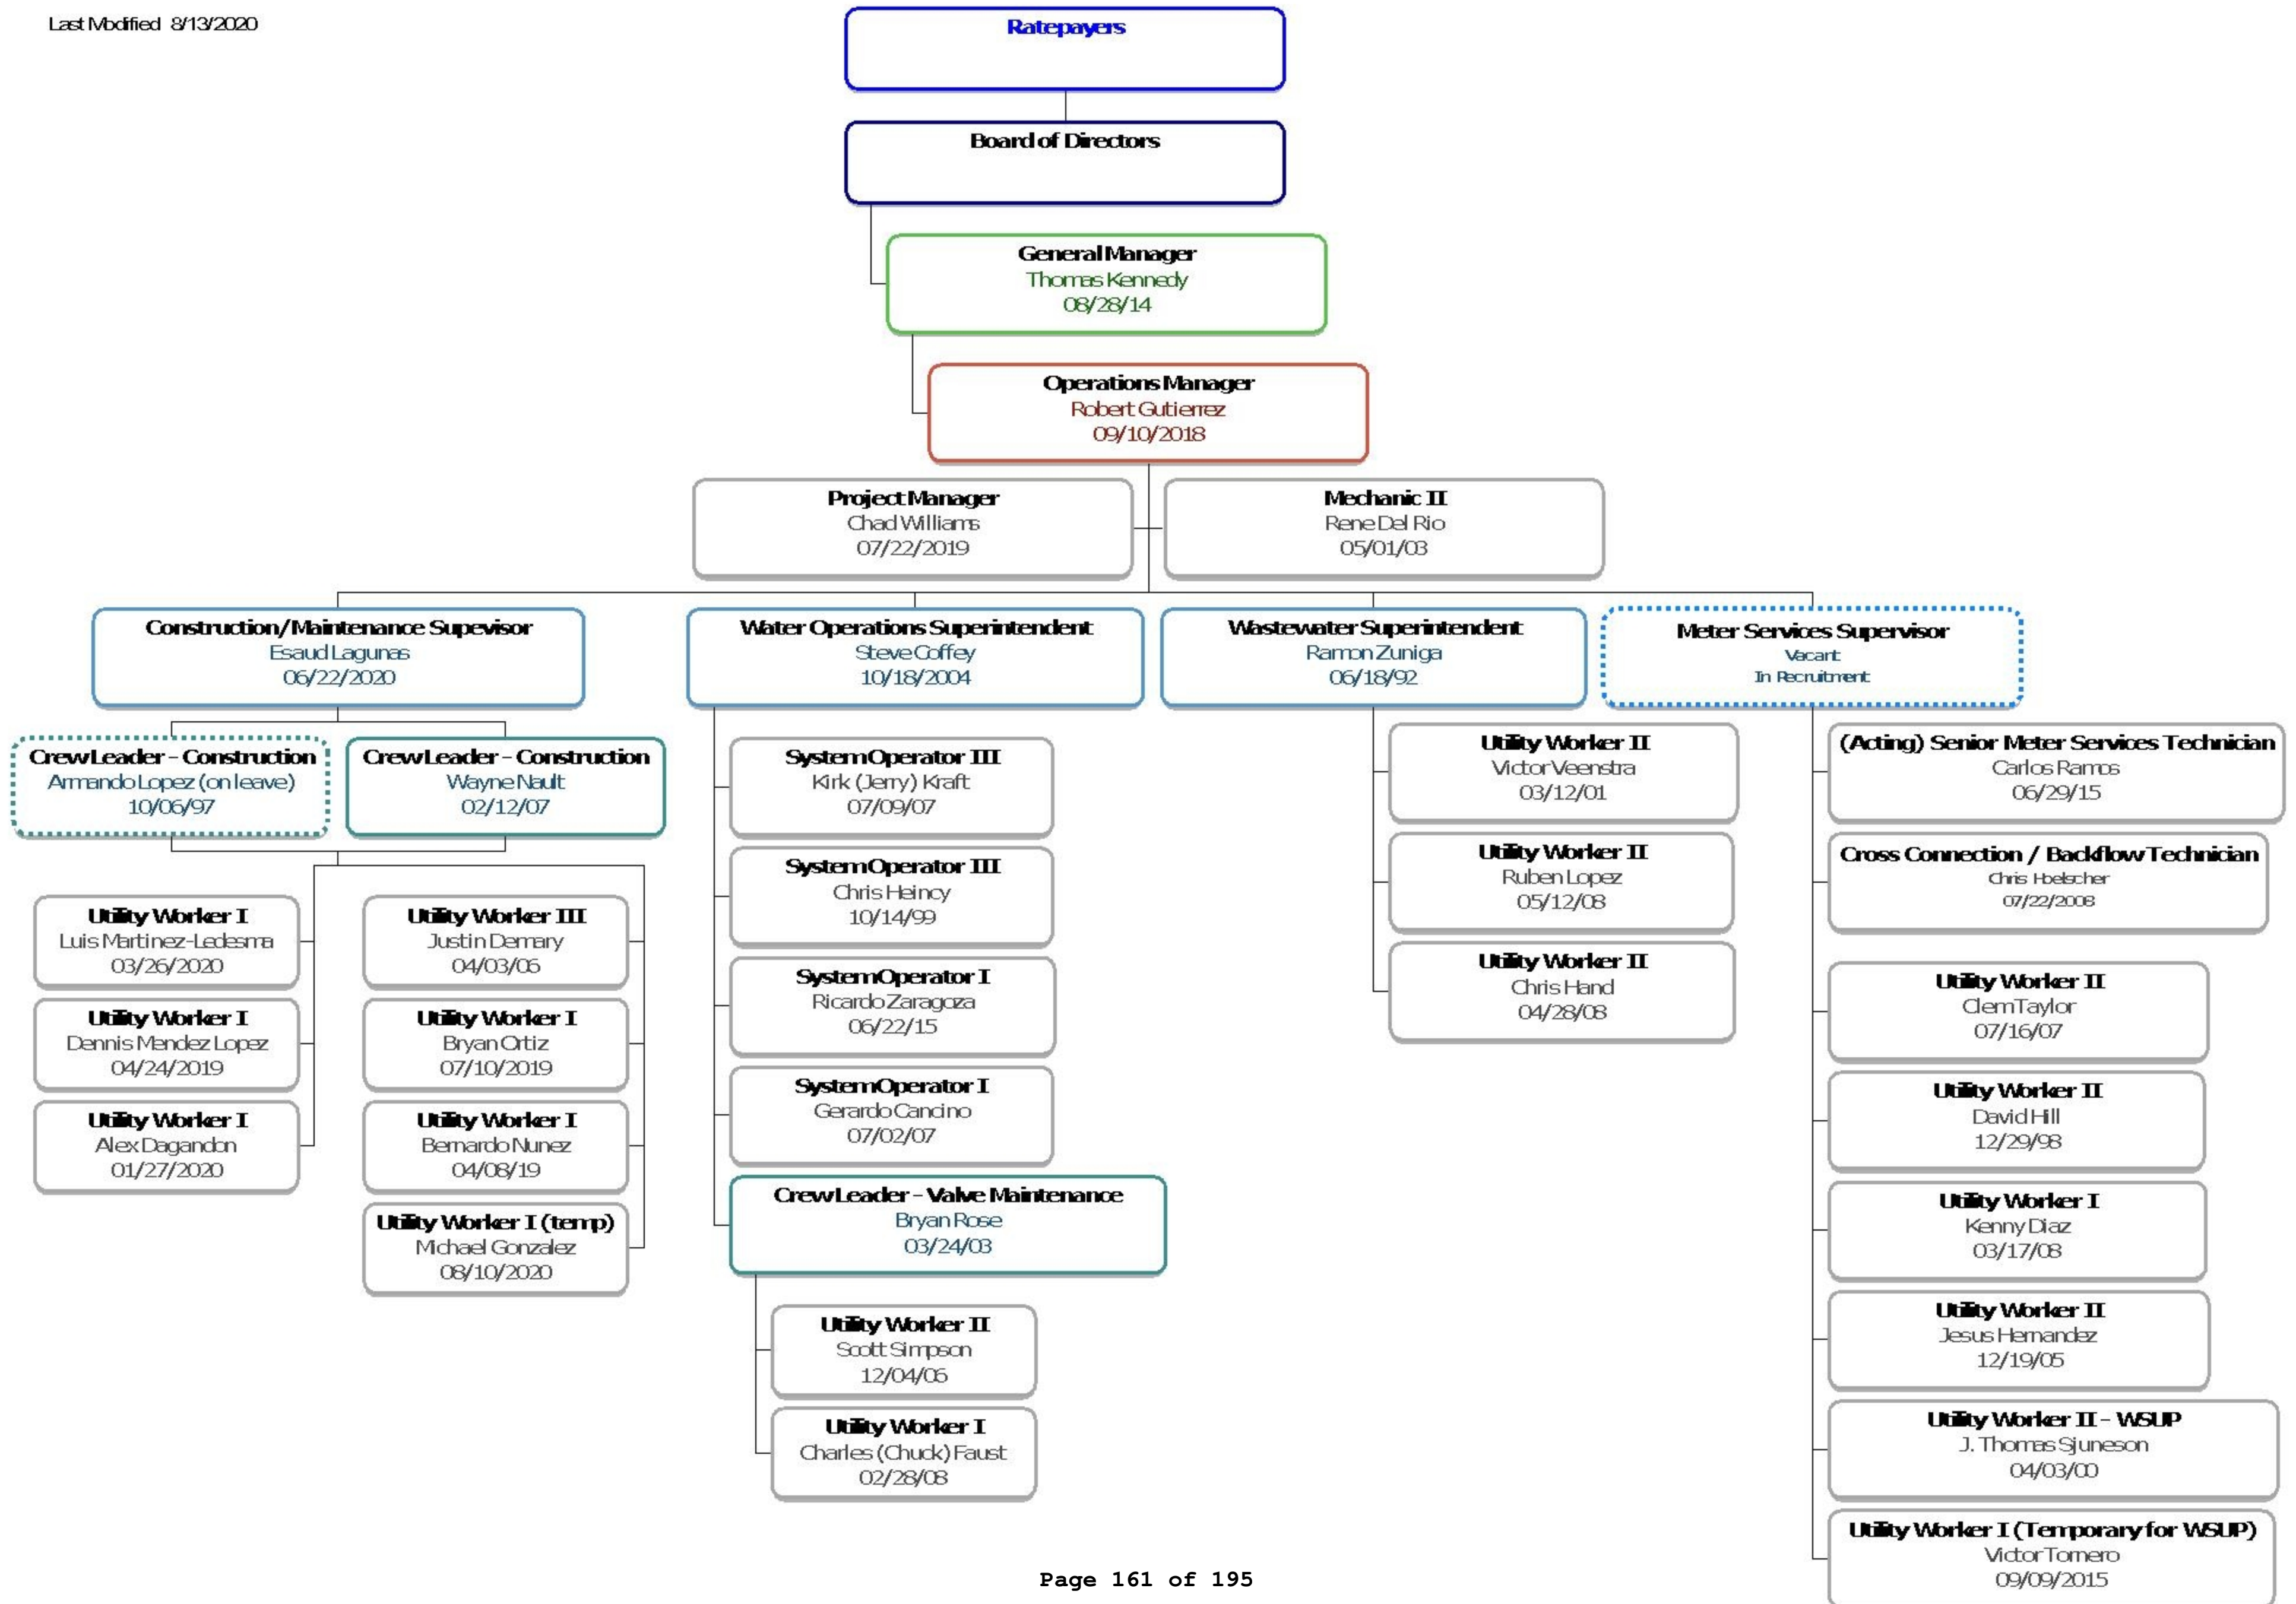 Last Modified 8/13/2020
Ratepayers
Board of Directors
General Manager
Thomas Kennedy
08/28/14
Operations Manager
Robert Gutierrez
09/10/2018
Project Manager
Chad Williams
07/22/2019
Mechanic II
Rene Del Rio
05/01/03
Construction/Maintenance Supevisor
Esaud Lagunas
06/22/2020
Water Operations Superintendent
Steve Coffey
10/18/2004
Wastewater Superintendent
Ramon Zuniga
06/18/92
Meter Services Supervisor
Vacant
In Recruitment
Crew Leader - Construction
Armando Lopez (on leave)
10/06/97
Crew Leader - Construction
Wayne Nault
02/12/07
Utility Worker I
Luis Martinez-Ledesma
03/26/2020
Utility Worker I
Dennis Mendez Lopez
04/24/2019
Utility Worker I
Alex Dagandon
01/27/2020
Utility Worker III
Justin Demary
04/03/06
Utility Worker I
Bryan Ortiz
07/10/2019
Utility Worker I
Bernardo Nunez
04/08/19
Utility Worker I (temp)
Michael Gonzalez
08/10/2020
System Operator III
Kirk (Jerry) Kraft
07/09/07
System Operator III
Chris Heincy
10/14/99
System Operator I
Ricardo Zaragoza
06/22/15
System Operator I
Gerardo Cancino
07/02/07
Crew Leader - Valve Maintenance
Bryan Rose
03/24/03
Utility Worker II
Scott Simpson
12/04/06
Utility Worker I
Charles (Chuck) Faust
02/28/08
Utility Worker II
Victor Veenstra
03/12/01
Utility Worker II
Ruben Lopez
05/12/08
Utility Worker II
Chris Hand
04/28/08
(Acting) Senior Meter Services Technician
Carlos Ramos
06/29/15
Cross Connection / Backflow Technician
Chris Hoelscher
07/22/2008
Utility Worker II
Clem Taylor
07/16/07
Utility Worker II
David Hill
12/29/98
Utility Worker I
Kenny Diaz
03/17/08
Utility Worker II
Jesus Hernandez
12/19/05
Utility Worker II - WSUP
J. Thomas Sjuneson
04/03/00
Utility Worker I (Temporary for WSUP)
Victor Tornero
09/09/2015
Page 161 of 195